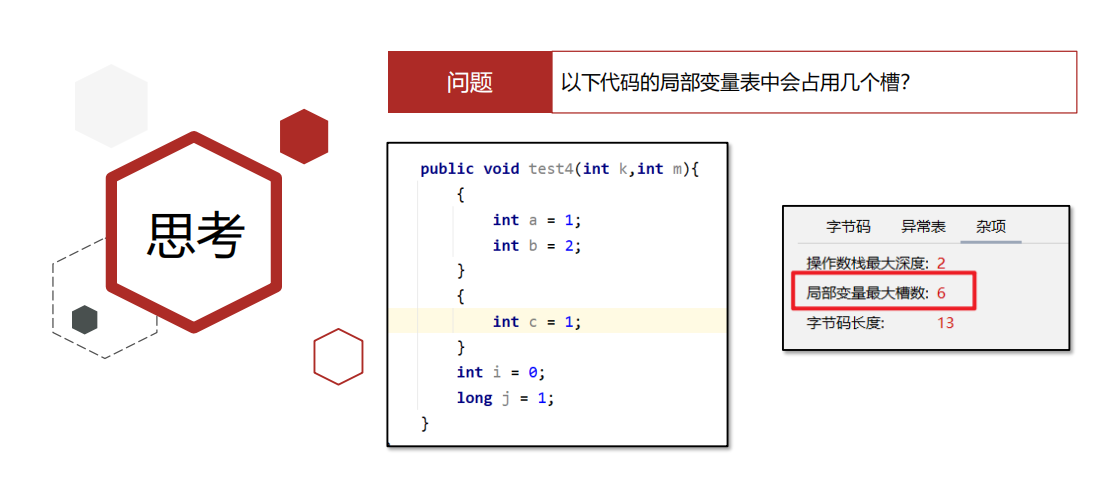 问题
以下代码的局部变量表中会占用几个槽?
思考
public void test4(int k,int m){
{
int a = 1;
int b = 2;
}
{
int c = 1;
}
int i = 0;
long j = 1;
}
字节码 异常表 杂项
操作数栈最大深度: 2
局部变量最大槽数: 6
字节码长度: 13